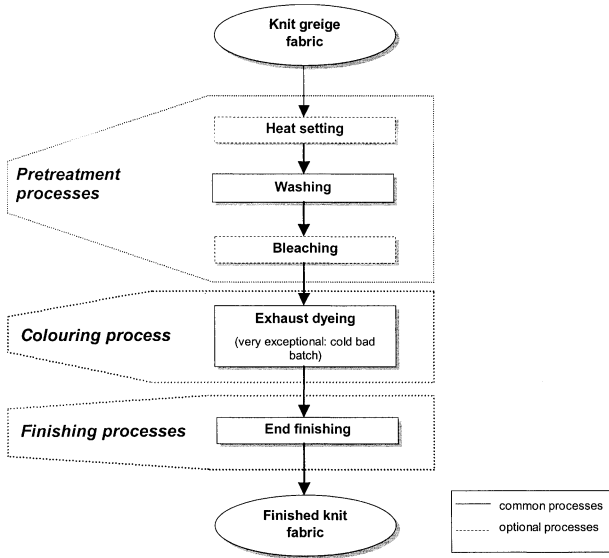 Knit greige
fabric
Heat setting
Pretreatment
processes
Washing
Bleaching
Exhaust dyeing
(very exceptional: cold bad
batch)
Colouring process
End finishing
Finishing processes
Finished knit
fabric
common processes
optional processes